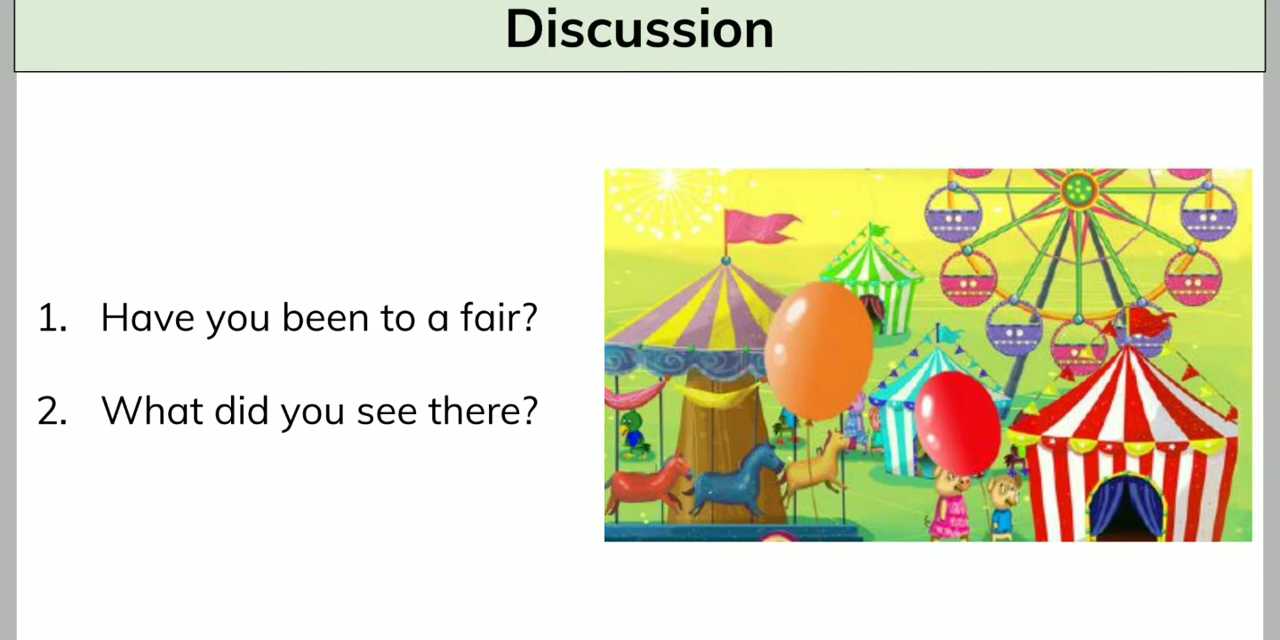 Discussion
1. Have you been to a fair?
2. What did you see there?